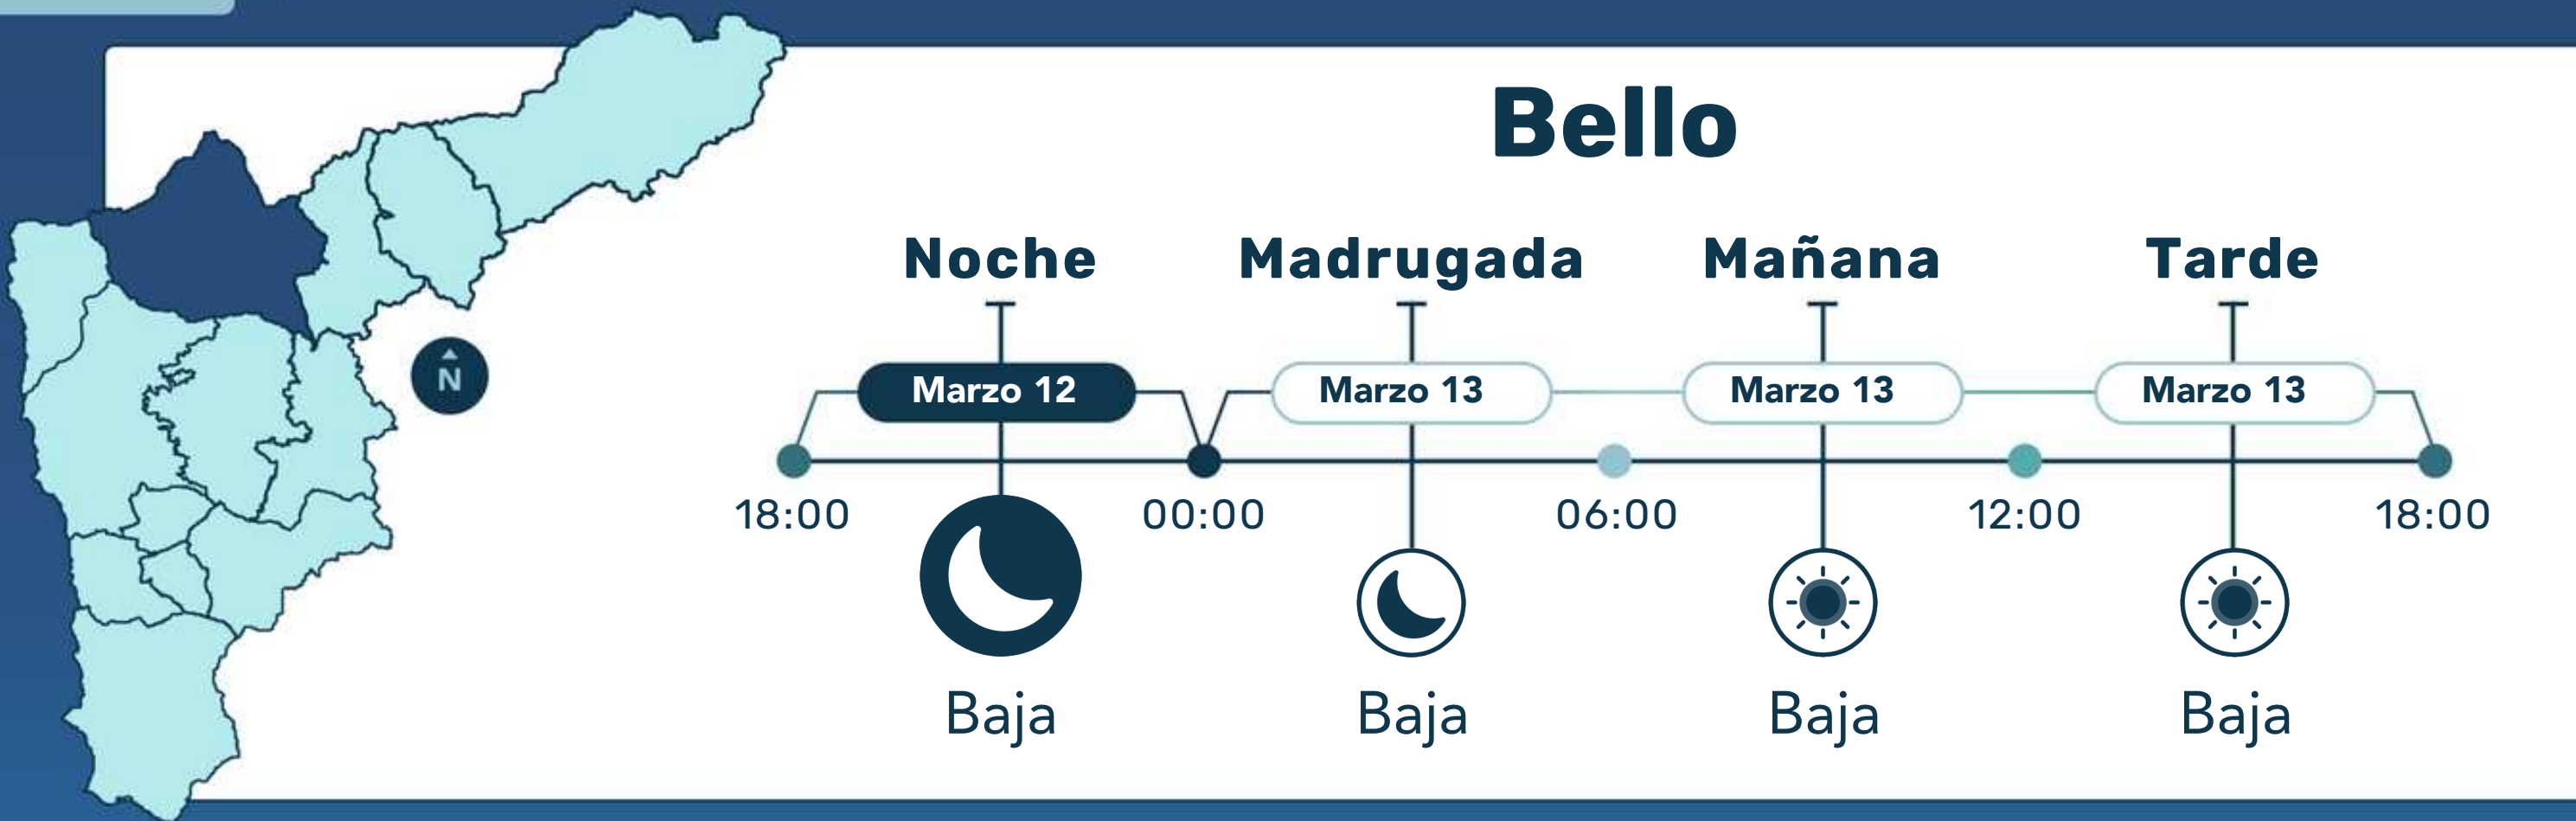 Bello
Noche Madrugada Mañana Tarde
Marzo 12 Marzo 13 Marzo 13 Marzo 13
N
18:00 00:00 06:00 12:00 18:00
Baja Baja Baja Baja